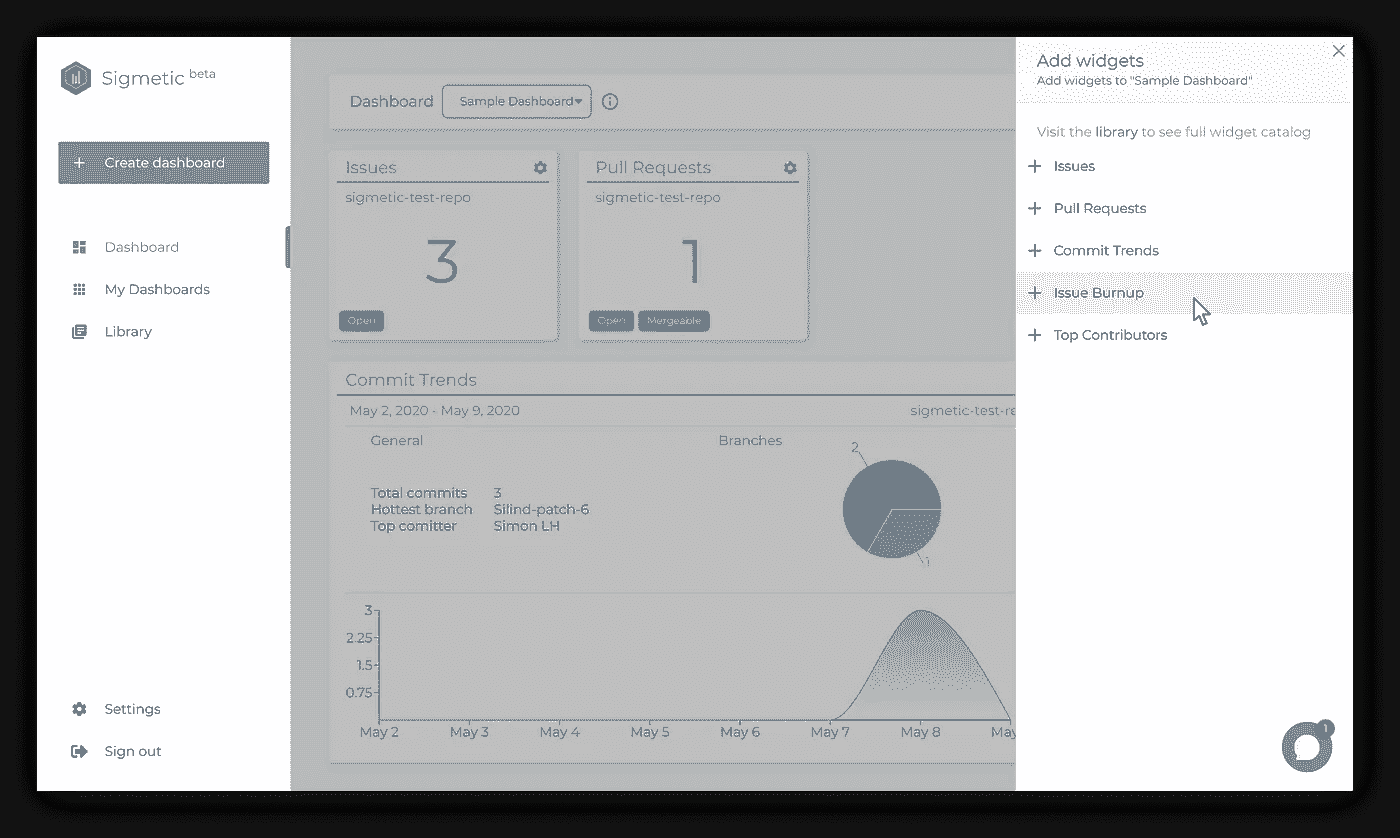 Sigmetic beta
Create dashboard
Dashboard
My Dashboards
Library
Settings
Sign out
Dashboard
Sample Dashboard
Issues
sigmetic-test-repo
3
Open
Pull Requests
sigmetic-test-repo
1
Open
Mergeable
Commit Trends
May 2, 2020 - May 9, 2020
sigmetic-test-re
General
Branches
Total commits 3
Hottest branch Silind-patch-6
Top comitter Simon LH
2
1
3
2.25
1.5
0.75
May 2
May 3
May 4
May 5
May 6
May 7
May 8
May
Add widgets
Add widgets to "Sample Dashboard"
Visit the library to see full widget catalog
Issues
Pull Requests
Commit Trends
Issue Burnup
Top Contributors
1